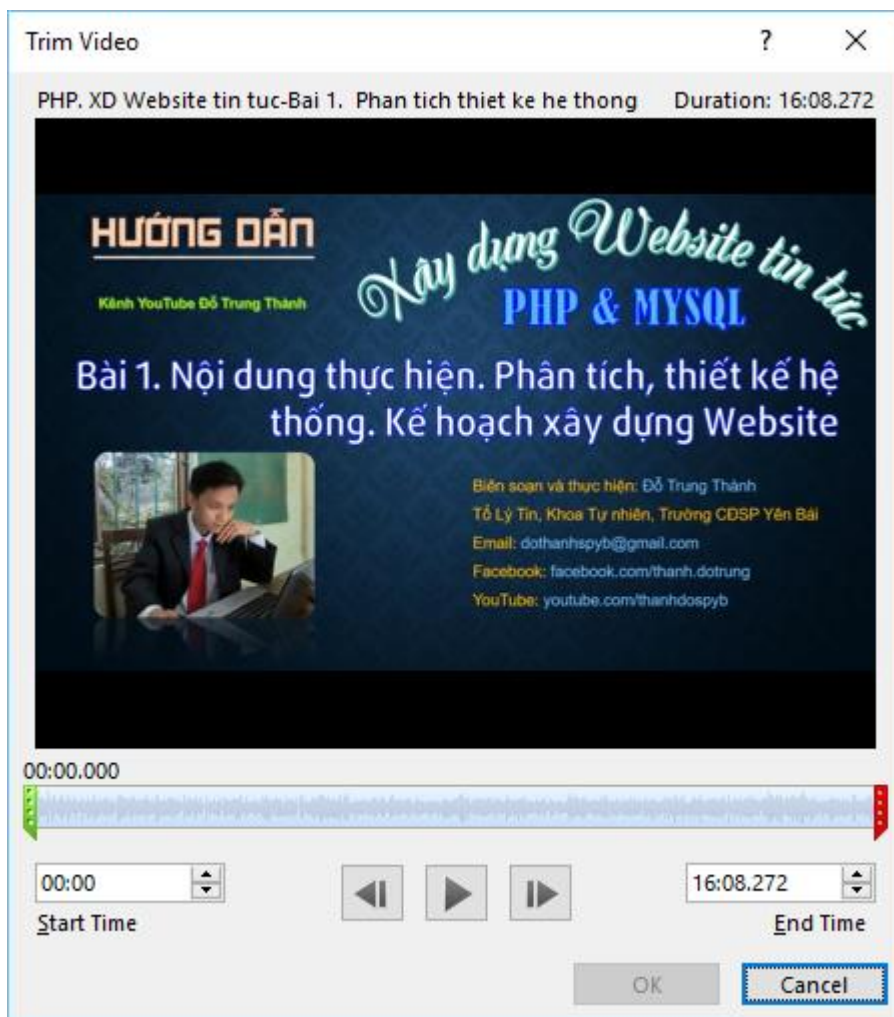 Trim Video
?
PHP. XD Website tin tuc-Bai 1. Phan tich thiet ke he thong Duration: 16:08.272
HƯỚNG DẪN
Xây dựng Website tin tức
Kênh YouTube Đỗ Trung Thành
PHP & MYSQL
Bài 1. Nội dung thực hiện. Phân tích, thiết kế hệ
thống. Kế hoạch xây dựng Website
Biên soạn và thực hiện: Đỗ Trung Thành
Tổ Lý Tin, Khoa Tự nhiên, Trường CĐSP Yên Bái
Email: dothanhspyb@gmail.com
Facebook: facebook.com/thanh.dotrung
YouTube: youtube.com/thanhdospyb
00:00.000
00:00 16:08.272
Start Time End Time
OK Cancel